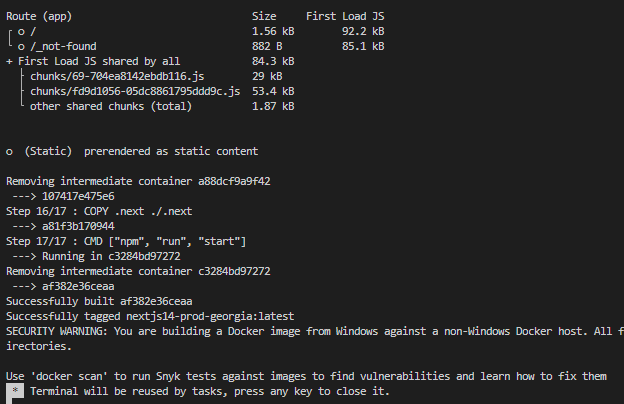 Route (app)                              Size     First Load JS
┌ o /                                    1.56 kB        92.2 kB
└ o /_not-found                          882 B          85.1 kB
+ First Load JS shared by all            84.3 kB
  ├ chunks/69-704ea8142ebdb116.js        29 kB
  ├ chunks/fd9d1056-05dc8861795ddd9c.js  53.4 kB
  └ other shared chunks (total)          1.87 kB
o  (Static)  prerendered as static content
Removing intermediate container a88dcf9a9f42
 ---> 107417e475e6
Step 16/17 : COPY .next ./.next
 ---> a81f3b170944
Step 17/17 : CMD ["npm", "run", "start"]
 ---> Running in c3284bd97272
Removing intermediate container c3284bd97272
 ---> af382e36ceaa
Successfully built af382e36ceaa
Successfully tagged nextjs14-prod-georgia:latest
SECURITY WARNING: You are building a Docker image from Windows against a non-Windows Docker host. All f
irectories.
Use 'docker scan' to run Snyk tests against images to find vulnerabilities and learn how to fix them
 *  Terminal will be reused by tasks, press any key to close it.